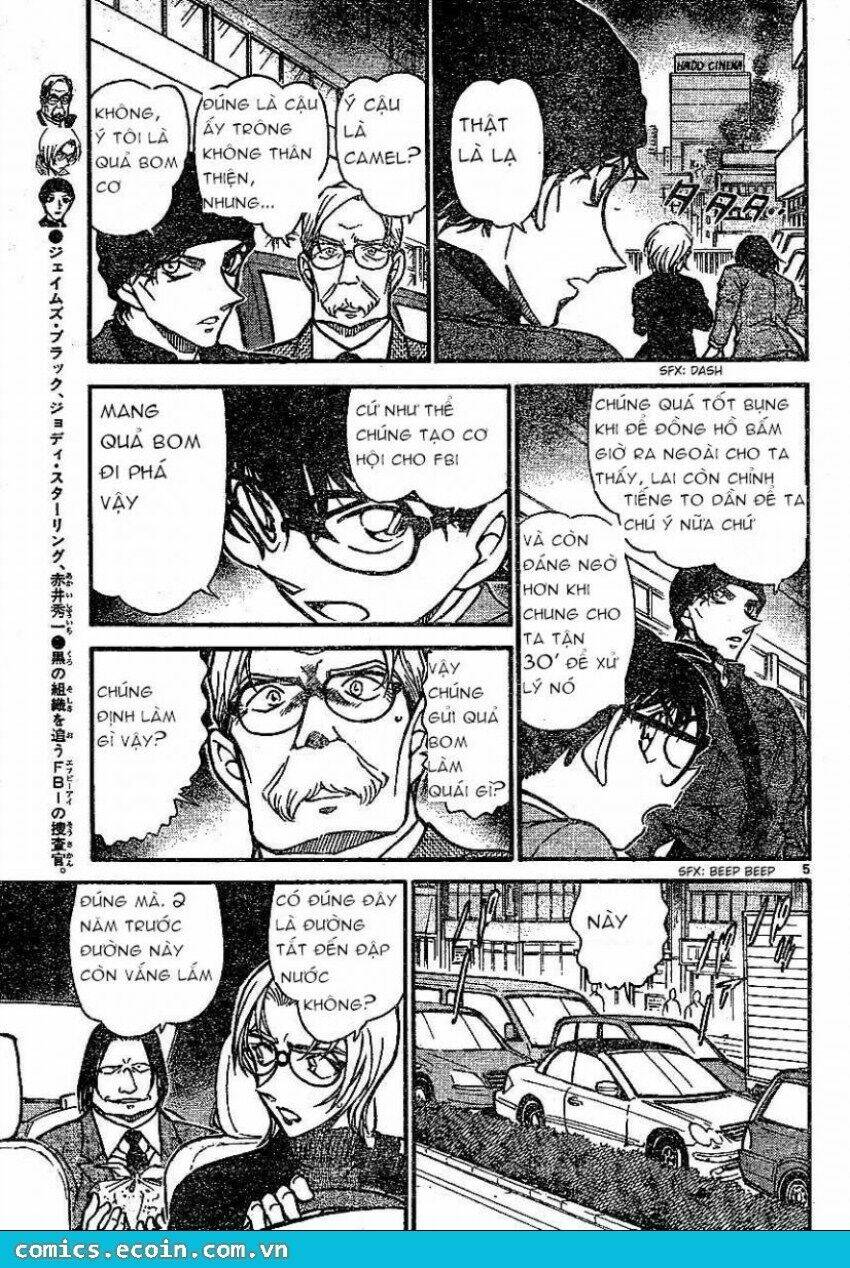 HAIDO CINEMA
THẬT
LÀ LẠ
タ タ タ..
SFX: DASH
Ý CẬU
LÀ
CAMEL?
ĐÚNG LÀ CẬU
ẤY TRÔNG
KHÔNG THÂN
THIỆN,
NHƯNG...
KHÔNG,
Ý TÔI LÀ
QUẢ BOM
CƠ
●ジェイムズ・ブラック、ジョディ・スターリング、赤井秀一●黒の組織を追うFBIの捜査官。
CHÚNG QUÁ TỐT BỤNG
KHI ĐỂ ĐỒNG HỒ BẤM
GIỜ RA NGOÀI CHO TA
THẤY, LẠI CÒN CHỈNH
TIẾNG TO DẦN ĐỂ TA
CHÚ Ý NỮA CHỨ
VÀ CÒN
ĐÁNG NGỜ
HƠN KHI
CHUNG CHO
TA TẬN
30' ĐỂ XỬ
LÝ NÓ
CỨ NHƯ THỂ
CHÚNG TẠO CƠ
HỘI CHO FBI
MANG
QUẢ BOM
ĐI PHÁ
VẬY
VẬY
CHÚNG
GỬI QUẢ
BOM
LÀM
QUÁI GÌ?
CHÚNG
ĐỊNH LÀM
GÌ VẬY?
SFX: BEEP BEEP
5
NÀY
CÓ ĐÚNG ĐÂY
LÀ ĐƯỜNG
TẮT ĐẾN ĐẬP
NƯỚC
KHÔNG?
ĐÚNG MÀ. 2
NĂM TRƯỚC
ĐƯỜNG NÀY
CÒN VẮNG LẮM
comics.ecoin.com.vn